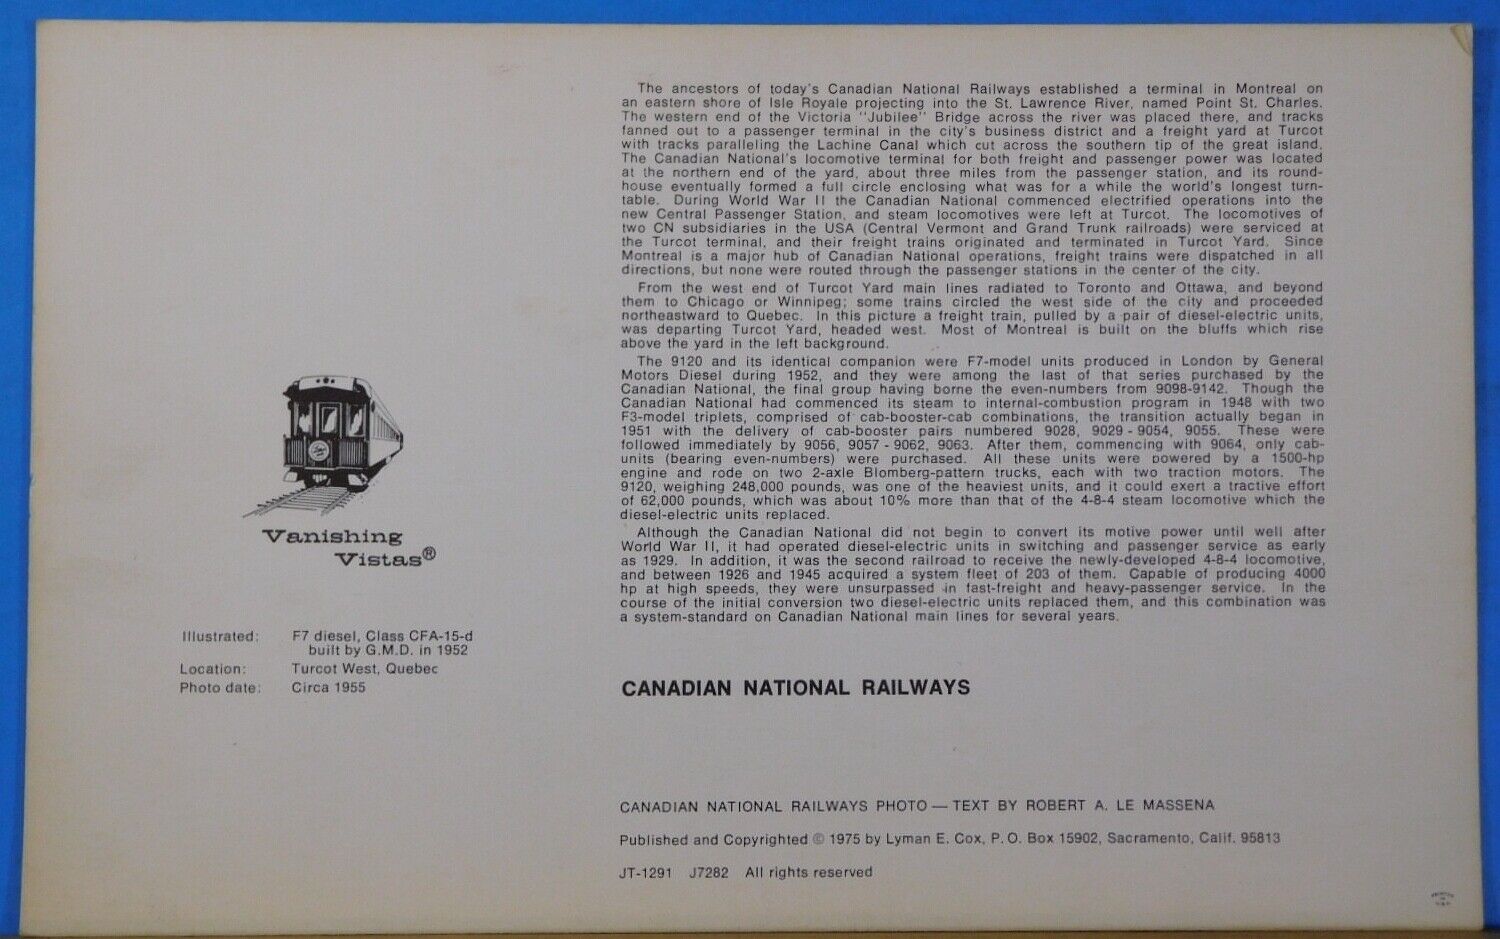 The ancestors of today's Canadian National Railways established a terminal in Montreal on
an eastern shore of Isle Royale projecting into the St. Lawrence River, named Point St. Charles.
The western end of the Victoria "Jubilee" Bridge across the river was placed there, and tracks
fanned out to a passenger terminal in the city's business district and a freight yard at Turcot
with tracks paralleling the Lachine Canal which cut across the southern tip of the great island.
The Canadian National's locomotive terminal for both freight and passenger power was located
at the northern end of the yard, about three miles from the passenger station, and its round-
house eventually formed a full circle enclosing what was for a while the world's longest turn-
table. During World War II the Canadian National commenced electrified operations into the
new Central Passenger Station, and steam locomotives were left at Turcot. The locomotives of
two CN subsidiaries in the USA (Central Vermont and Grand Trunk railroads) were serviced at
the Turcot terminal, and their freight trains originated and terminated in Turcot Yard. Since
Montreal is a major hub of Canadian National operations, freight trains were dispatched in all
directions, but none were routed through the passenger stations in the center of the city.
From the west end of Turcot Yard main lines radiated to Toronto and Ottawa, and beyond
them to Chicago or Winnipeg; some trains circled the west side of the city and proceeded
northeastward to Quebec. In this picture a freight train, pulled by a pair of diesel-electric units,
was departing Turcot Yard, headed west. Most of Montreal is built on the bluffs which rise
above the yard in the left background.
The 9120 and its identical companion were F7-model units produced in London by General
Motors Diesel during 1952, and they were among the last of that series purchased by the
Canadian National, the final group having borne the even-numbers from 9098-9142. Though the
Canadian National had commenced its steam to internal-combustion program in 1948 with two
F3-model triplets, comprised of cab-booster-cab combinations, the transition actually began in
1951 with the delivery of cab-booster pairs numbered 9028, 9029 - 9054, 9055. These were
followed immediately by 9056, 9057 - 9062, 9063. After them, commencing with 9064, only cab-
units (bearing even-numbers) were purchased. All these units were powered by a 1500-hp
engine and rode on two 2-axle Blomberg-pattern trucks, each with two traction motors. The
9120, weighing 248,000 pounds, was one of the heaviest units, and it could exert a tractive effort
of 62,000 pounds, which was about 10% more than that of the 4-8-4 steam locomotive which the
diesel-electric units replaced.
Although the Canadian National did not begin to convert its motive power until well after
World War II, it had operated diesel-electric units in switching and passenger service as early
as 1929. In addition, it was the second railroad to receive the newly-developed 4-8-4 locomotive,
and between 1926 and 1945 acquired a system fleet of 203 of them. Capable of producing 4000
hp at high speeds, they were unsurpassed in fast-freight and heavy-passenger service. In the
course of the initial conversion two diesel-electric units replaced them, and this combination was
a system-standard on Canadian National main lines for several years.
Vanishing
Vistas®
Illustrated: F7 diesel, Class CFA-15-d
built by G.M.D. in 1952
Location: Turcot West, Quebec
Photo date: Circa 1955
CANADIAN NATIONAL RAILWAYS
CANADIAN NATIONAL RAILWAYS PHOTO — TEXT BY ROBERT A. LE MASSENA
Published and Copyrighted © 1975 by Lyman E. Cox, P. O. Box 15902, Sacramento, Calif. 95813
JT-1291 J7282 All rights reserved